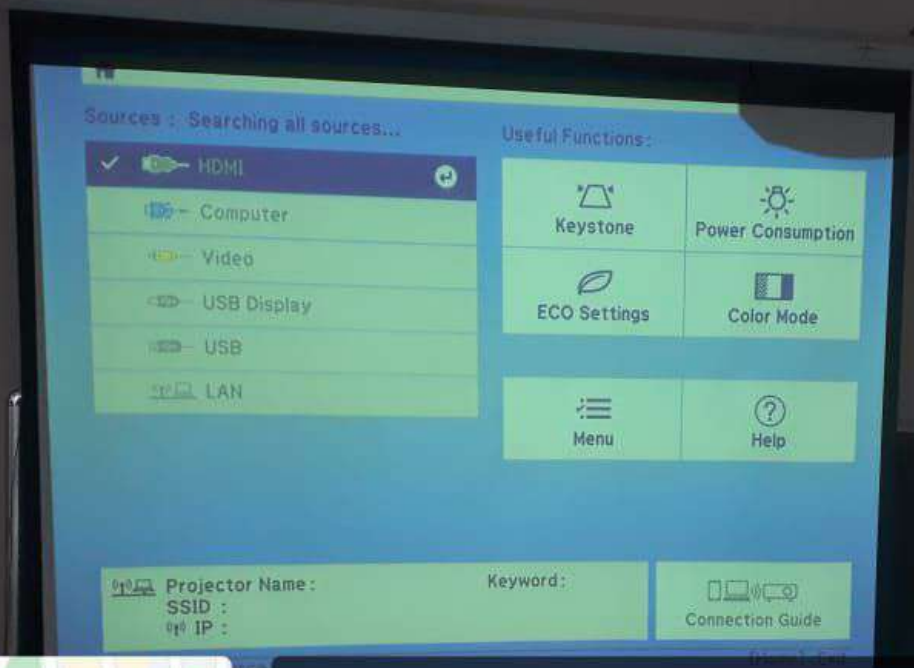 Sources : Searching all sources...
HDMI
Computer
Video
USB Display
USB
LAN
Useful Functions:
Keystone
Power Consumption
ECO Settings
Color Mode
Menu
Help
Projector Name :
SSID :
IP :
Keyword :
Connection Guide